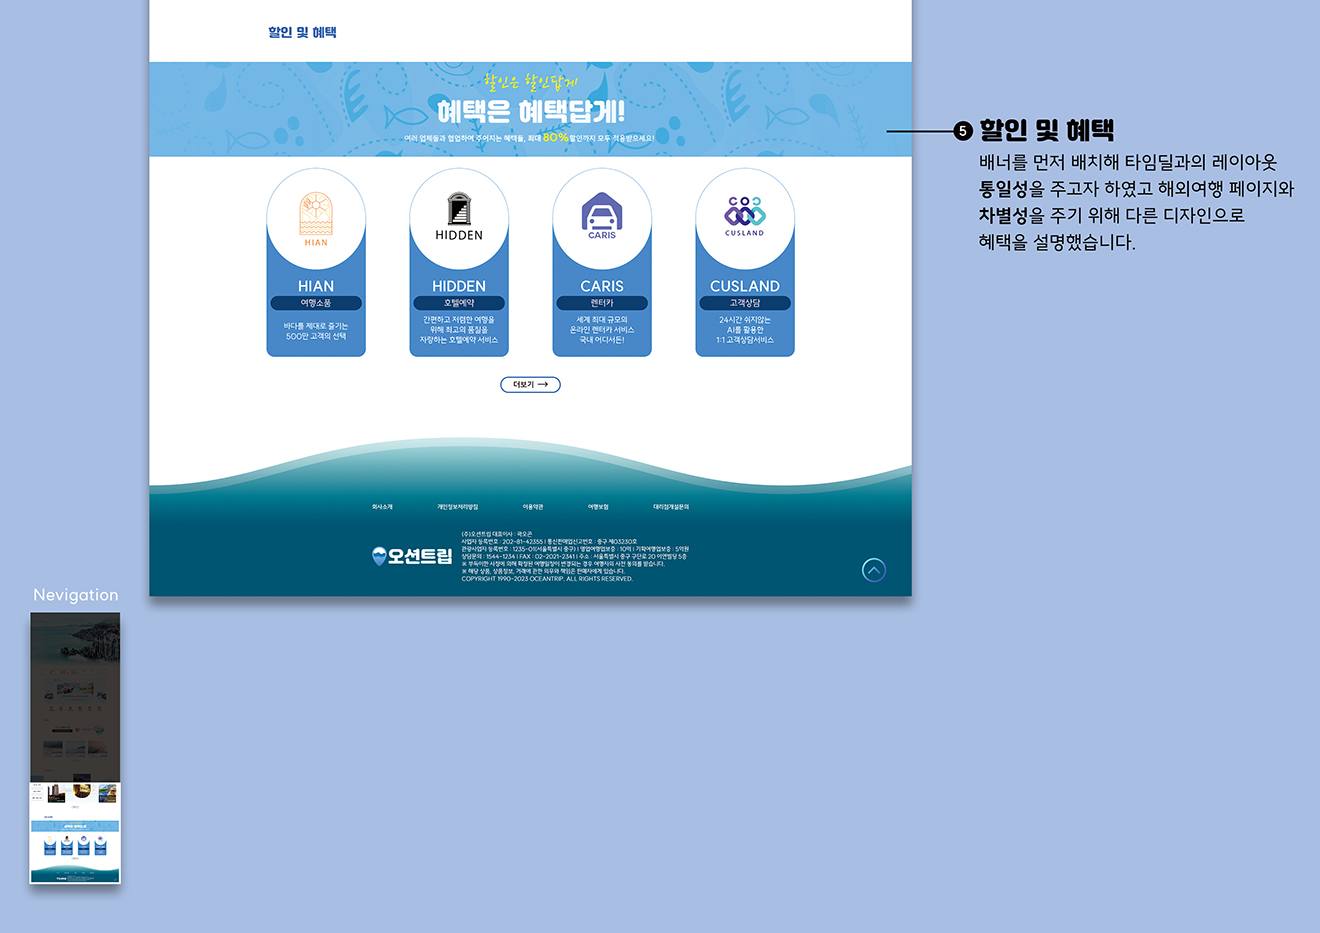 할인 및 혜택
할인은 할인답게
혜택은 혜택답게!
여러 업체들과 협업하여 주어지는 혜택들, 최대 80%할인까지 모두 적용받으세요!
HIAN
HIDDEN
CARIS
CUSLAND
HIAN
여행소품
바다를 제대로 즐기는
500만 고객의 선택
HIDDEN
호텔예약
간편하고 저렴한 여행을
위해 최고의 품질을
자랑하는 호텔예약 서비스
CARIS
렌터카
세계 최대 규모의
온라인 렌터카 서비스
국내 어디서든!
CUSLAND
고객상담
24시간 쉬지않는
AI를 활용한
1:1 고객상담서비스
더보기
회사소개 개인정보처리방침 이용약관 여행보험 대리점개설문의
오션트립
(주)오션트립 대표이사 : 곽오곤
사업자 등록번호 : 202-81-42355 | 통신판매업신고번호 : 중구 제03230호
관광사업자 등록번호 : 1235-01(서울특별시 중구) | 영업여행업보증 : 10억 | 기획여행업보증 : 5억원
상담문의 : 1544-1234 | FAX : 02-2021-2341 | 주소 : 서울특별시 중구 구단로 20 이연빌딩 5층
※ 부득이한 사정에 의해 확정된 여행일정이 변경되는 경우 여행자의 사전 동의를 받습니다.
※ 해당 상품, 상품정보, 거래에 관한 의무와 책임은 판매자에게 있습니다.
COPYRIGHT 1990-2023 OCEANTRIP. ALL RIGHTS RESERVED.
5 할인 및 혜택
배너를 먼저 배치해 타임딜과의 레이아웃
통일성을 주고자 하였고 해외여행 페이지와
차별성을 주기 위해 다른 디자인으로
혜택을 설명했습니다.
Nevigation